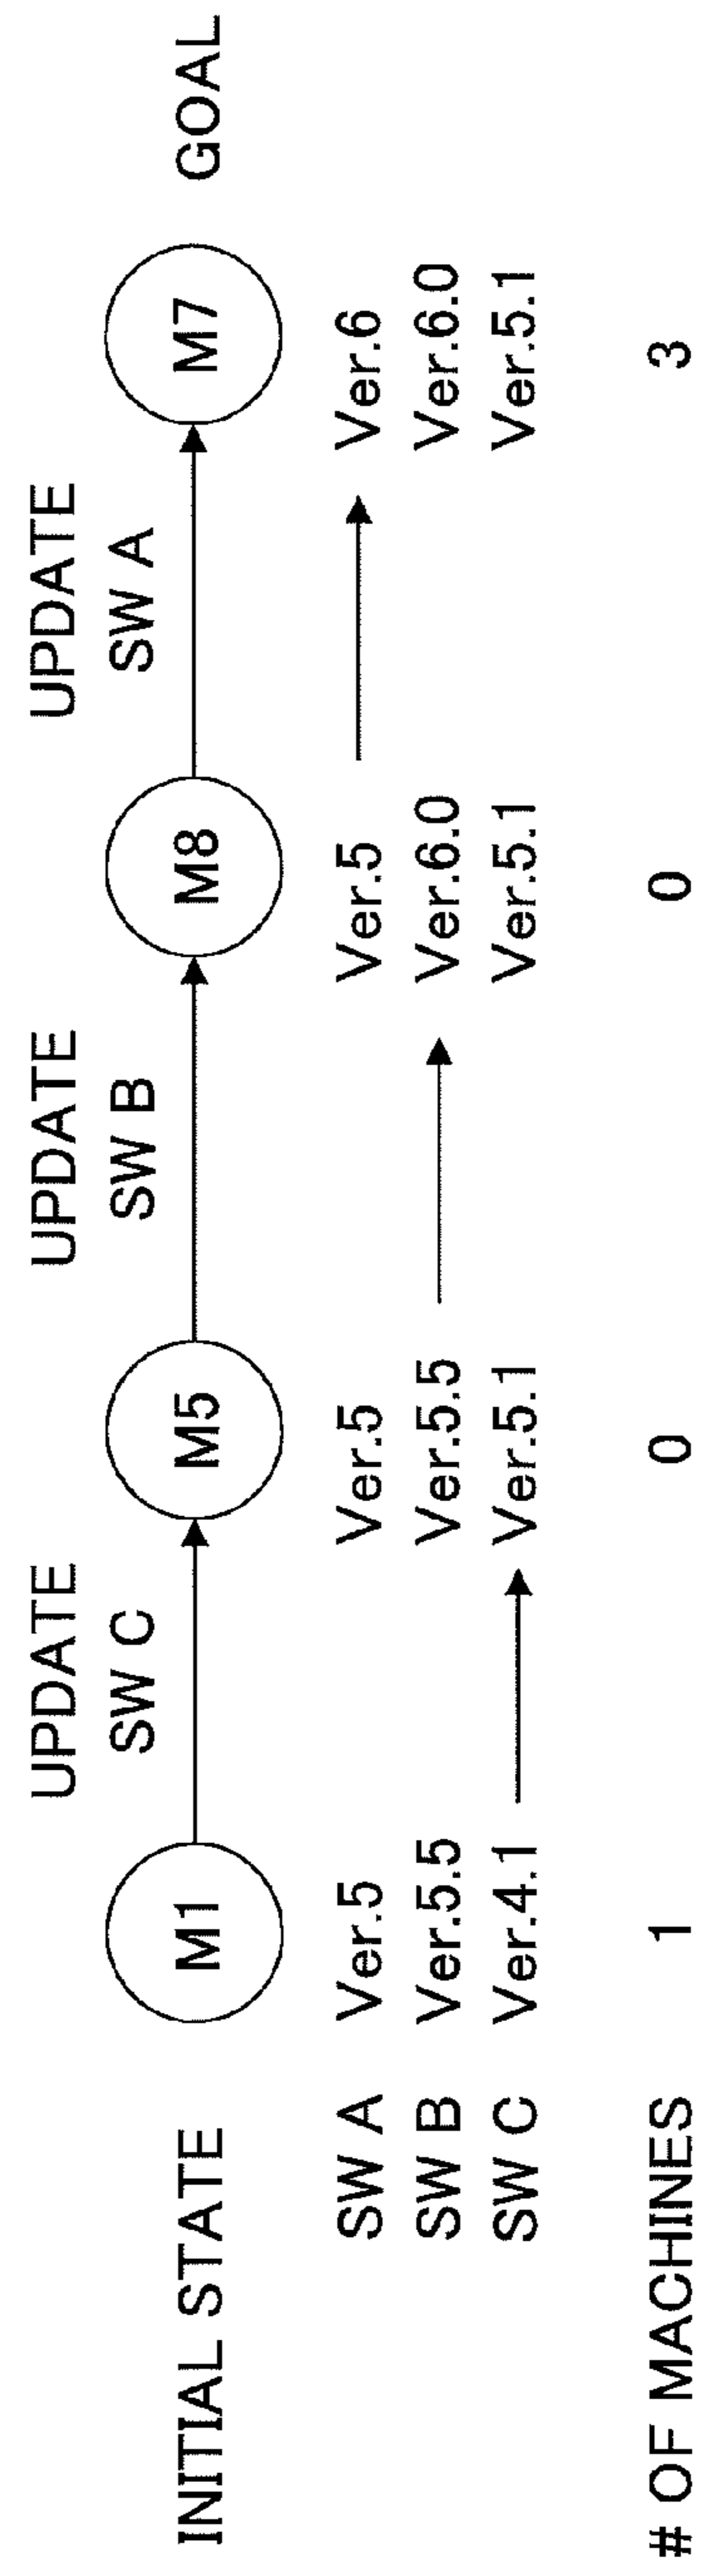 UPDATE SW C
UPDATE SW B
UPDATE SW A
INITIAL STATE M1 M5 M8 M7 GOAL
SW A Ver.5 Ver.5 Ver.5 Ver.6
SW B Ver.5.5 Ver.5.5 Ver.6.0 Ver.6.0
SW C Ver.4.1 Ver.5.1 Ver.5.1 Ver.5.1
# OF MACHINES 1 0 0 3